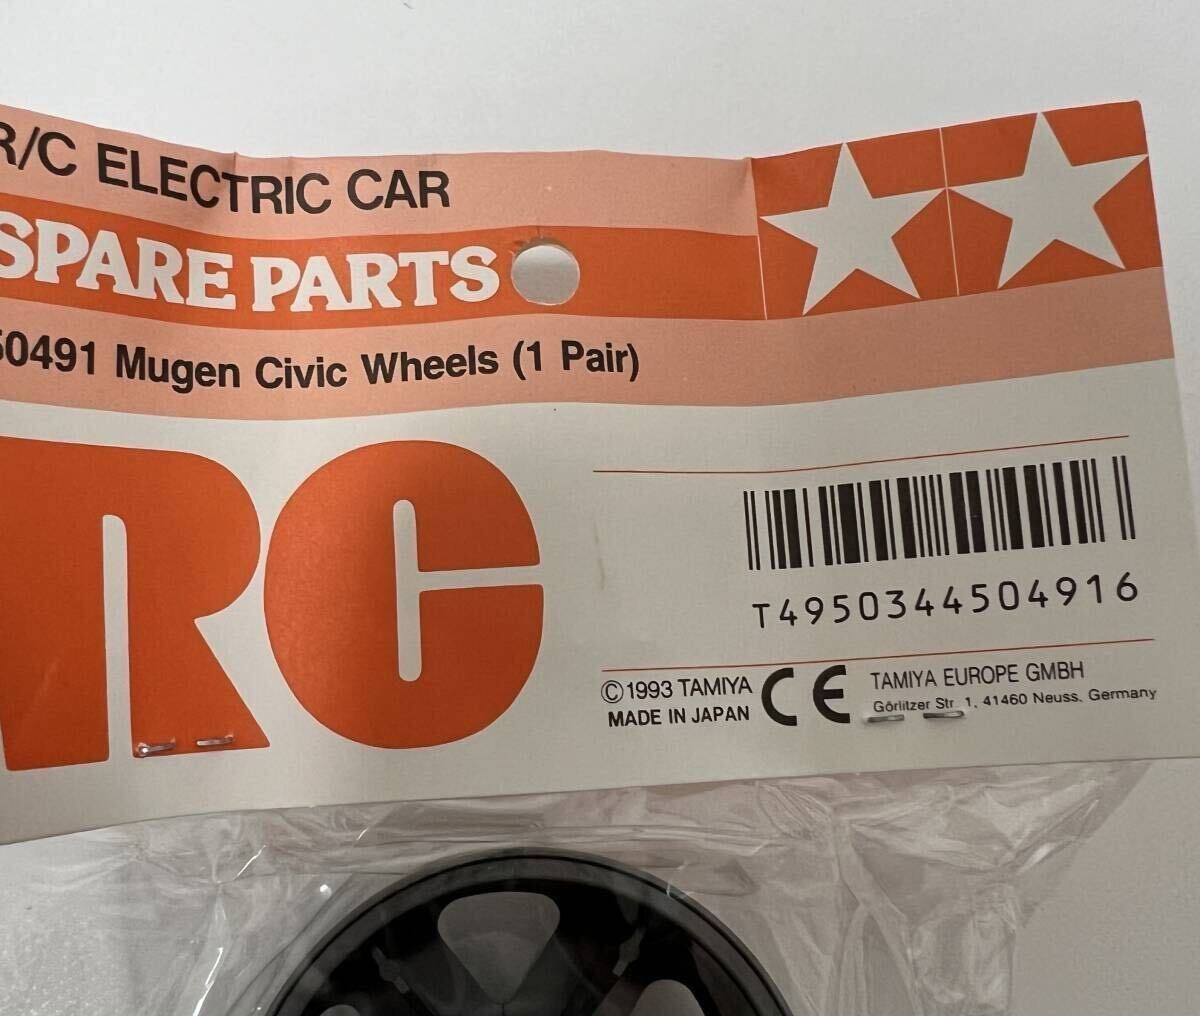 R/C ELECTRIC CAR
SPARE PARTS
50491 Mugen Civic Wheels (1 Pair)
RC
T4950344504916
©1993 TAMIYA
MADE IN JAPAN
CE
TAMIYA EUROPE GMBH
Görlitzer Str. 1, 41460 Neuss, Germany